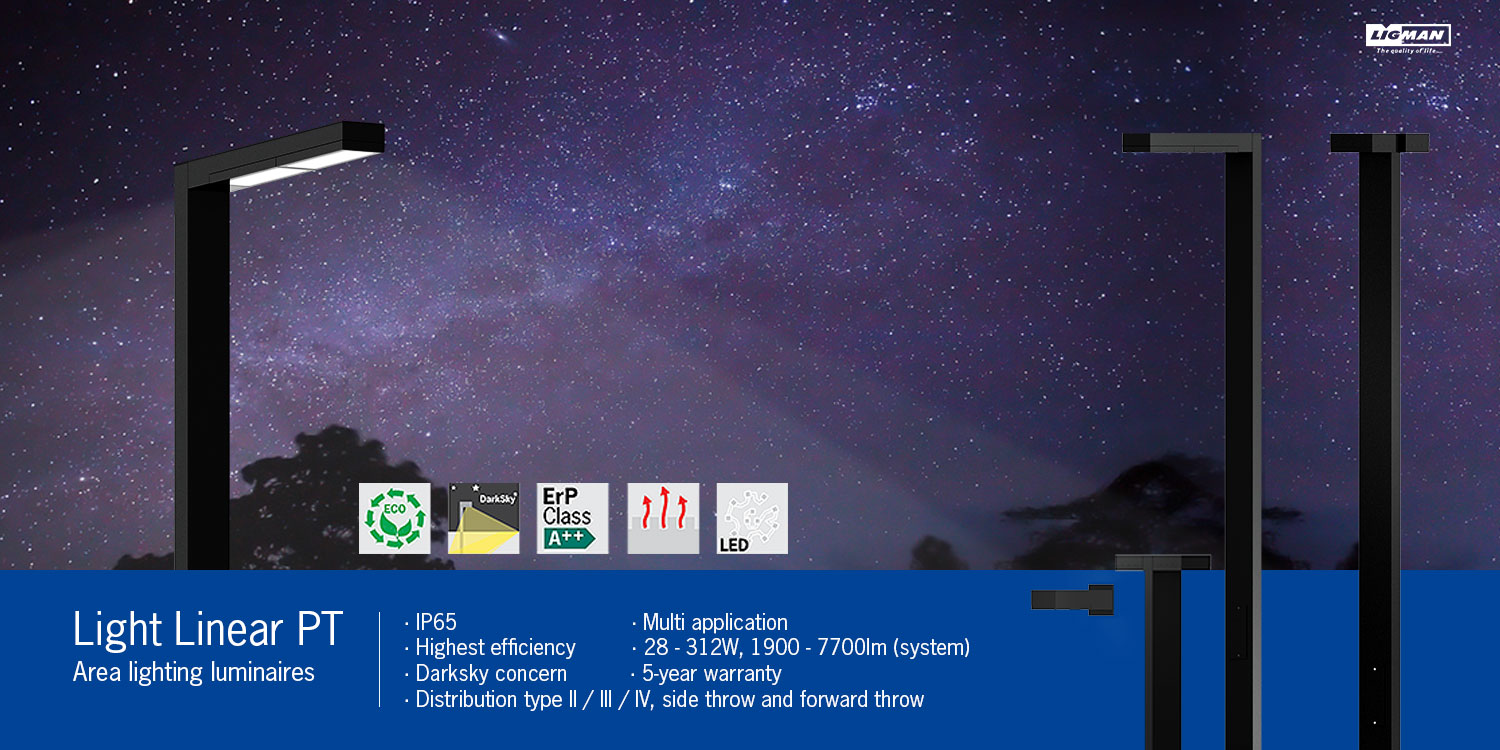 LIGMAN
The quality of life....
ECO
DarkSky
ErP
Class
A++
LED
Light Linear PT
Area lighting luminaires
· IP65
· Highest efficiency
· Darksky concern
· Distribution type II / III / IV, side throw and forward throw
· Multi application
· 28 - 312W, 1900 - 7700lm (system)
· 5-year warranty